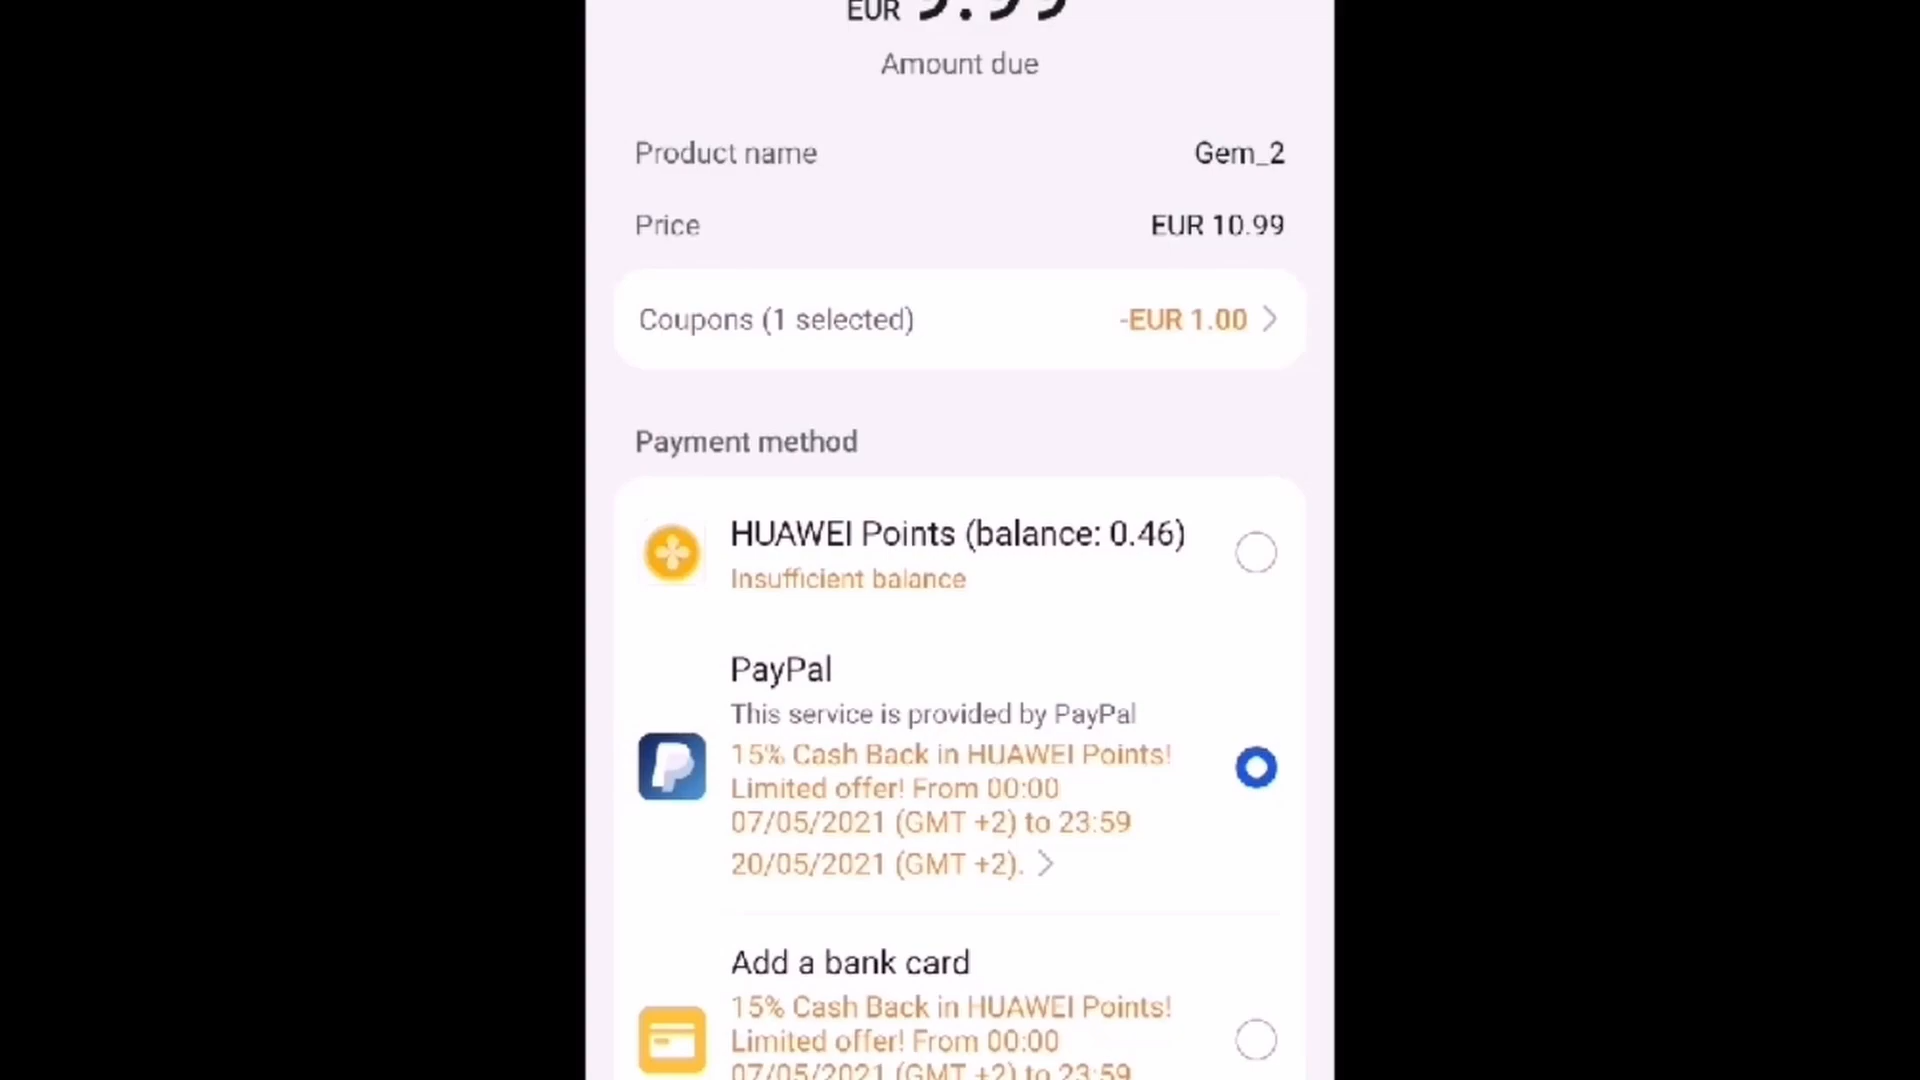 EUR 9.99
Amount due
Product name Gem_2
Price EUR 10.99
Coupons (1 selected) -EUR 1.00
Payment method
HUAWEI Points (balance: 0.46)
Insufficient balance
PayPal
This service is provided by PayPal
15% Cash Back in HUAWEI Points!
Limited offer! From 00:00
07/05/2021 (GMT +2) to 23:59
20/05/2021 (GMT +2).
Add a bank card
15% Cash Back in HUAWEI Points!
Limited offer! From 00:00
07/05/2021 (GMT +2) to 23:59